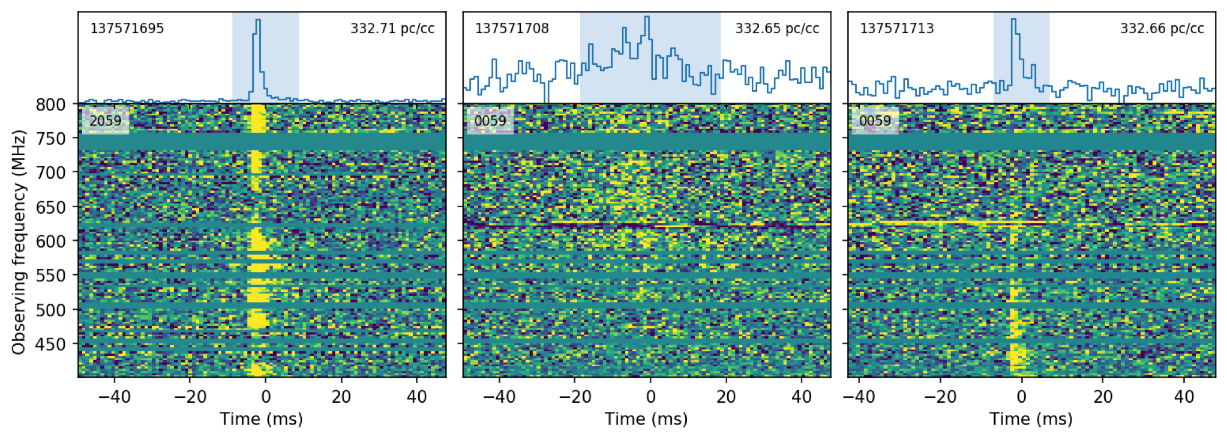 137571695 332.71 pc/cc
137571708 332.65 pc/cc
137571713 332.66 pc/cc
2059
0059
0059
Observing frequency (MHz)
800
750
700
650
600
550
500
450
−40 −20 0 20 40
−40 −20 0 20 40
−40 −20 0 20 40
Time (ms)
Time (ms)
Time (ms)